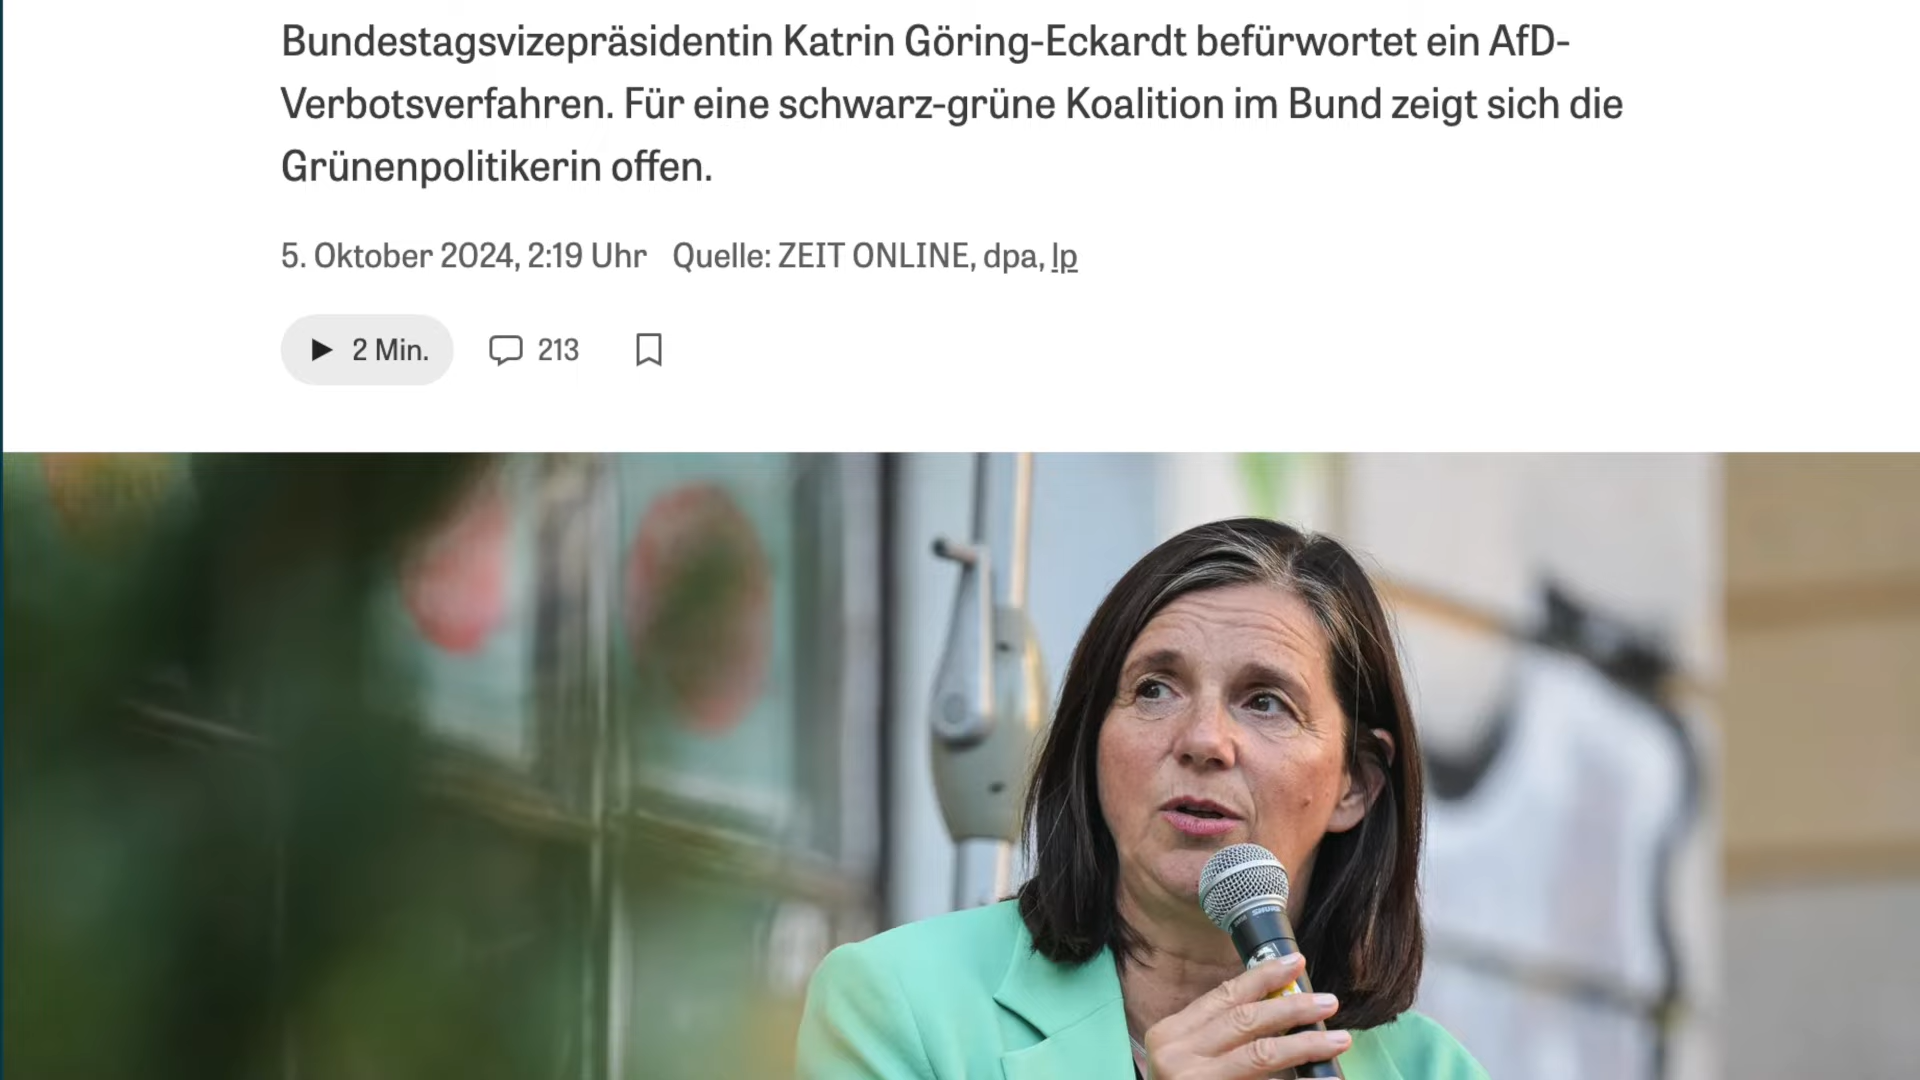 Bundestagsvizepräsidentin Katrin Göring-Eckardt befürwortet ein AfD-
Verbotsverfahren. Für eine schwarz-grüne Koalition im Bund zeigt sich die
Grünenpolitikerin offen.
5. Oktober 2024, 2:19 Uhr Quelle: ZEIT ONLINE, dpa, lp
2 Min. 213
SHURE